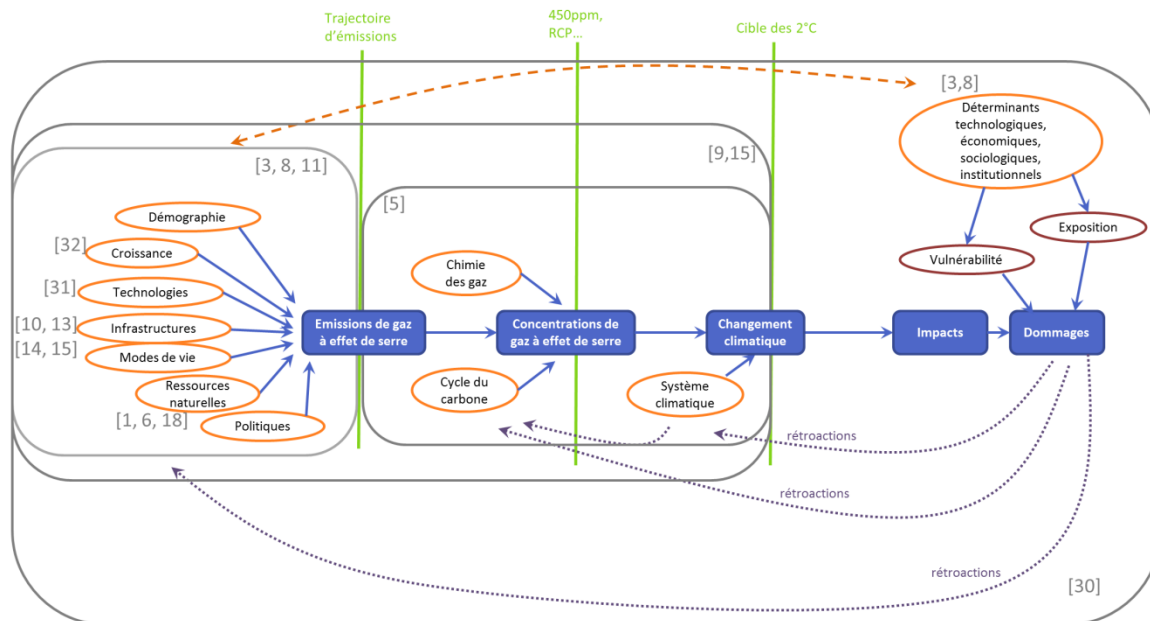 Trajectoire
d'émissions
450ppm,
RCP…
Cible des 2°C
[3,8]
Déterminants
technologiques,
économiques,
sociologiques,
institutionnels
[3, 8, 11]
[9,15]
[5]
Démographie
[32]
Croissance
[31]
Technologies
[10, 13]
Infrastructures
[14, 15]
Modes de vie
Ressources
naturelles
[1, 6, 18]
Politiques
Emissions de gaz
à effet de serre
Chimie
des gaz
Concentrations de
gaz à effet de serre
Cycle du
carbone
Changement
climatique
Système
climatique
Vulnérabilité
Exposition
Impacts
Dommages
rétroactions
rétroactions
rétroactions
[30]